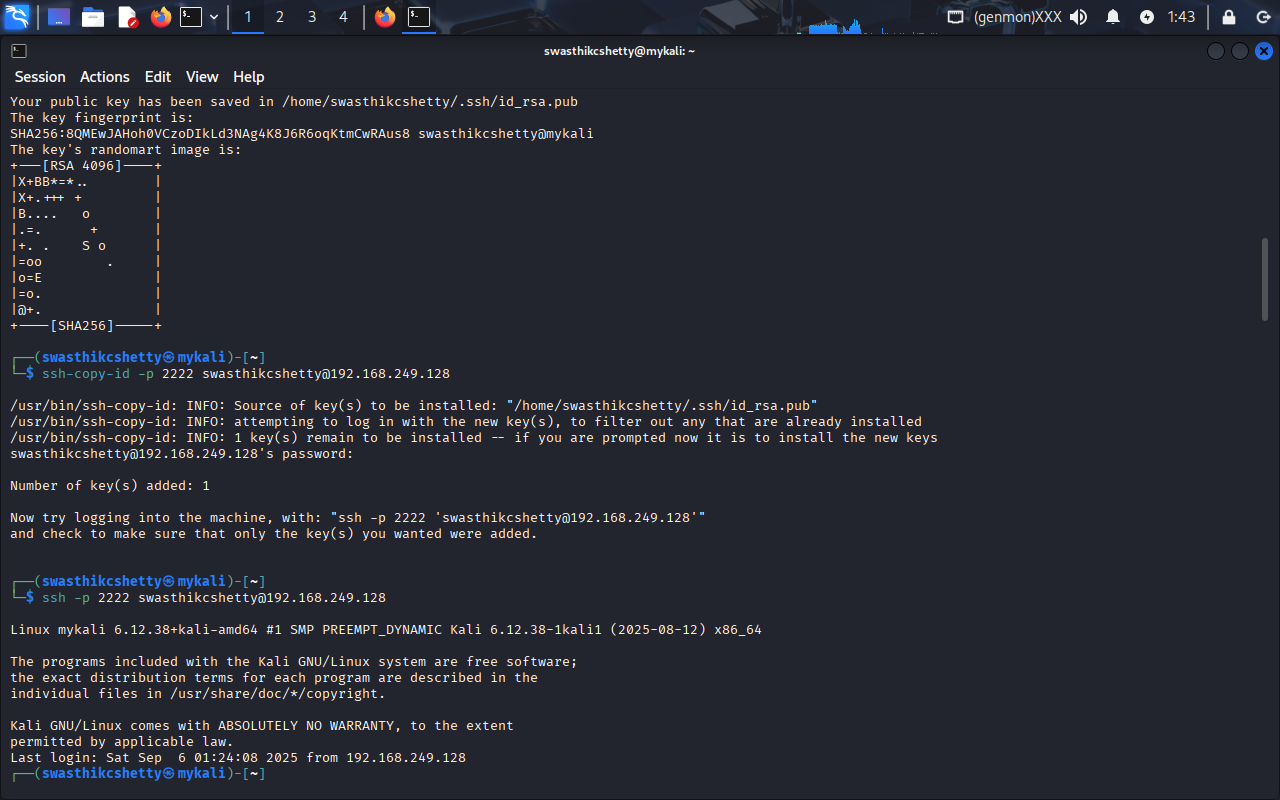 1 2 3 4 (genmon)XXX 1:43
swasthikcshetty@mykali: ~
Session Actions Edit View Help
Your public key has been saved in /home/swasthikcshetty/.ssh/id_rsa.pub
The key fingerprint is:
SHA256:8QMEwJAHoh0VCzoDIkLd3NAg4K8J6R6oqKtmCwRAus8 swasthikcshetty@mykali
The key's randomart image is:
+---[RSA 4096]----+
|X+BB*=*..        |
|X+.+++ +         |
|B....   o        |
|.=.      +       |
|+. .    S o      |
|=oo        .     |
|o=E              |
|=o.              |
|@+.              |
+----[SHA256]-----+
┌──(swasthikcshetty㉿mykali)-[~]
└─$ ssh-copy-id -p 2222 swasthikcshetty@192.168.249.128
/usr/bin/ssh-copy-id: INFO: Source of key(s) to be installed: "/home/swasthikcshetty/.ssh/id_rsa.pub"
/usr/bin/ssh-copy-id: INFO: attempting to log in with the new key(s), to filter out any that are already installed
/usr/bin/ssh-copy-id: INFO: 1 key(s) remain to be installed -- if you are prompted now it is to install the new keys
swasthikcshetty@192.168.249.128's password:
Number of key(s) added: 1
Now try logging into the machine, with: "ssh -p 2222 'swasthikcshetty@192.168.249.128'"
and check to make sure that only the key(s) you wanted were added.
┌──(swasthikcshetty㉿mykali)-[~]
└─$ ssh -p 2222 swasthikcshetty@192.168.249.128
Linux mykali 6.12.38+kali-amd64 #1 SMP PREEMPT_DYNAMIC Kali 6.12.38-1kali1 (2025-08-12) x86_64
The programs included with the Kali GNU/Linux system are free software;
the exact distribution terms for each program are described in the
individual files in /usr/share/doc/*/copyright.
Kali GNU/Linux comes with ABSOLUTELY NO WARRANTY, to the extent
permitted by applicable law.
Last login: Sat Sep  6 01:24:08 2025 from 192.168.249.128
┌──(swasthikcshetty㉿mykali)-[~]